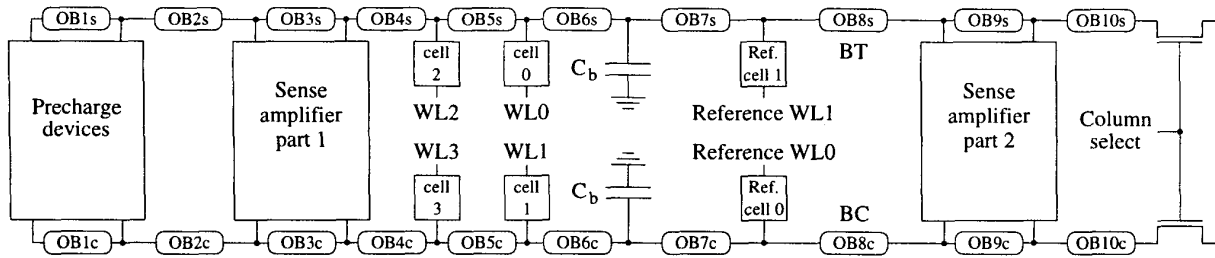 OB1s OB2s OB3s OB4s OB5s OB6s OB7s OB8s OB9s OB10s
BT
cell 2
cell 0
C_b
Ref. cell 1
Precharge devices
Sense amplifier part 1
WL2 WL0
Reference WL1
Sense amplifier part 2
Column select
WL3 WL1
Reference WL0
cell 3
cell 1
C_b
Ref. cell 0
BC
OB1c OB2c OB3c OB4c OB5c OB6c OB7c OB8c OB9c OB10c